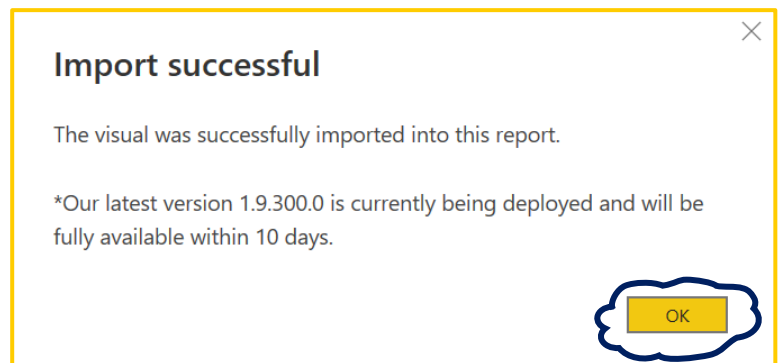 Import successful
The visual was successfully imported into this report.
*Our latest version 1.9.300.0 is currently being deployed and will be
fully available within 10 days.
OK